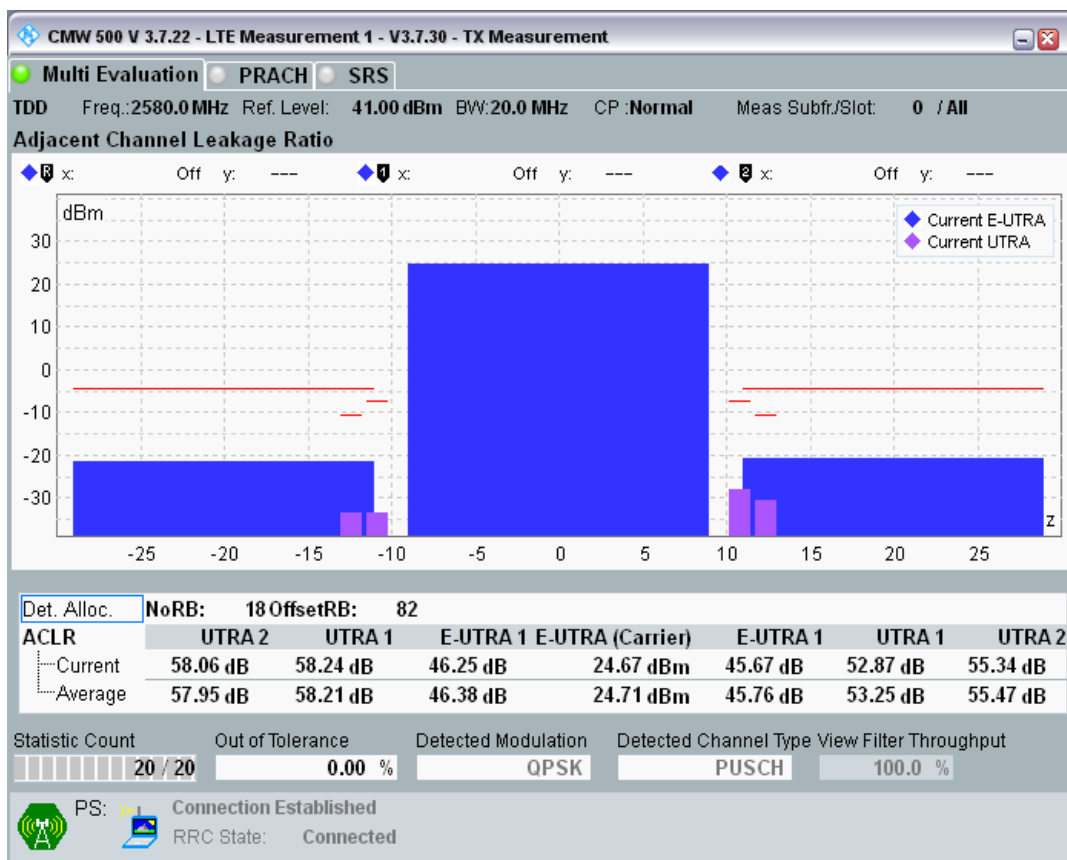 CMW 500 V 3.7.22 - LTE Measurement 1 - V3.7.30 - TX Measurement
Multi Evaluation PRACH SRS
TDD Freq.:2580.0 MHz Ref. Level: 41.00 dBm BW:20.0 MHz CP :Normal Meas Subfr./Slot: 0 / All
Adjacent Channel Leakage Ratio
R x: Off y: --- 1 x: Off y: --- 2 x: Off y: ---
dBm
Current E-UTRA
Current UTRA
30
20
10
0
-10
-20
-30
z
-25 -20 -15 -10 -5 0 5 10 15 20 25
Det. Alloc. NoRB: 18 OffsetRB: 82
ACLR UTRA 2 UTRA 1 E-UTRA 1 E-UTRA (Carrier) E-UTRA 1 UTRA 1 UTRA 2
Current 58.06 dB 58.24 dB 46.25 dB 24.67 dBm 45.67 dB 52.87 dB 55.34 dB
Average 57.95 dB 58.21 dB 46.38 dB 24.71 dBm 45.76 dB 53.25 dB 55.47 dB
Statistic Count Out of Tolerance Detected Modulation Detected Channel Type View Filter Throughput
20 / 20 0.00 % QPSK PUSCH 100.0 %
PS: Connection Established
RRC State: Connected